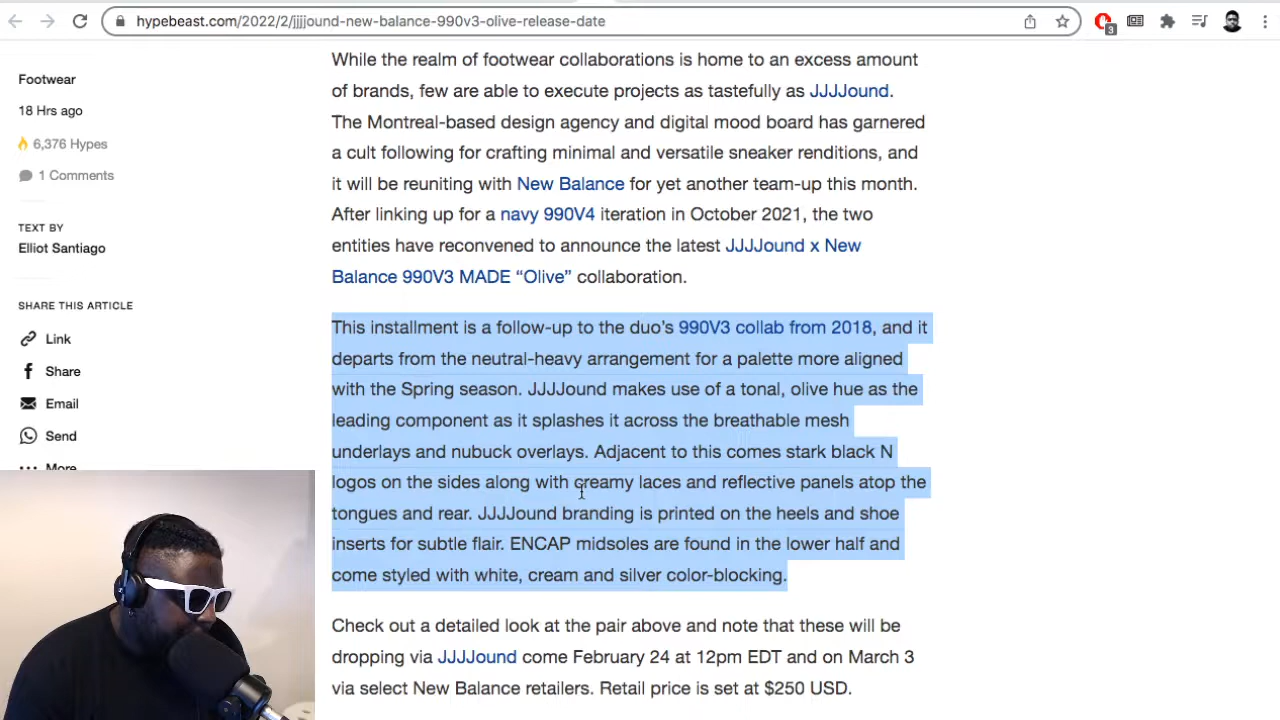 hypebeast.com/2022/2/jjjjound-new-balance-990v3-olive-release-date
3
Footwear
18 Hrs ago
6,376 Hypes
1 Comments
TEXT BY
Elliot Santiago
SHARE THIS ARTICLE
Link
Share
Email
Send
More
While the realm of footwear collaborations is home to an excess amount
of brands, few are able to execute projects as tastefully as JJJJound.
The Montreal-based design agency and digital mood board has garnered
a cult following for crafting minimal and versatile sneaker renditions, and
it will be reuniting with New Balance for yet another team-up this month.
After linking up for a navy 990V4 iteration in October 2021, the two
entities have reconvened to announce the latest JJJJound x New
Balance 990V3 MADE “Olive” collaboration.
This installment is a follow-up to the duo’s 990V3 collab from 2018, and it
departs from the neutral-heavy arrangement for a palette more aligned
with the Spring season. JJJJound makes use of a tonal, olive hue as the
leading component as it splashes it across the breathable mesh
underlays and nubuck overlays. Adjacent to this comes stark black N
logos on the sides along with creamy laces and reflective panels atop the
tongues and rear. JJJJound branding is printed on the heels and shoe
inserts for subtle flair. ENCAP midsoles are found in the lower half and
come styled with white, cream and silver color-blocking.
Check out a detailed look at the pair above and note that these will be
dropping via JJJJound come February 24 at 12pm EDT and on March 3
via select New Balance retailers. Retail price is set at $250 USD.